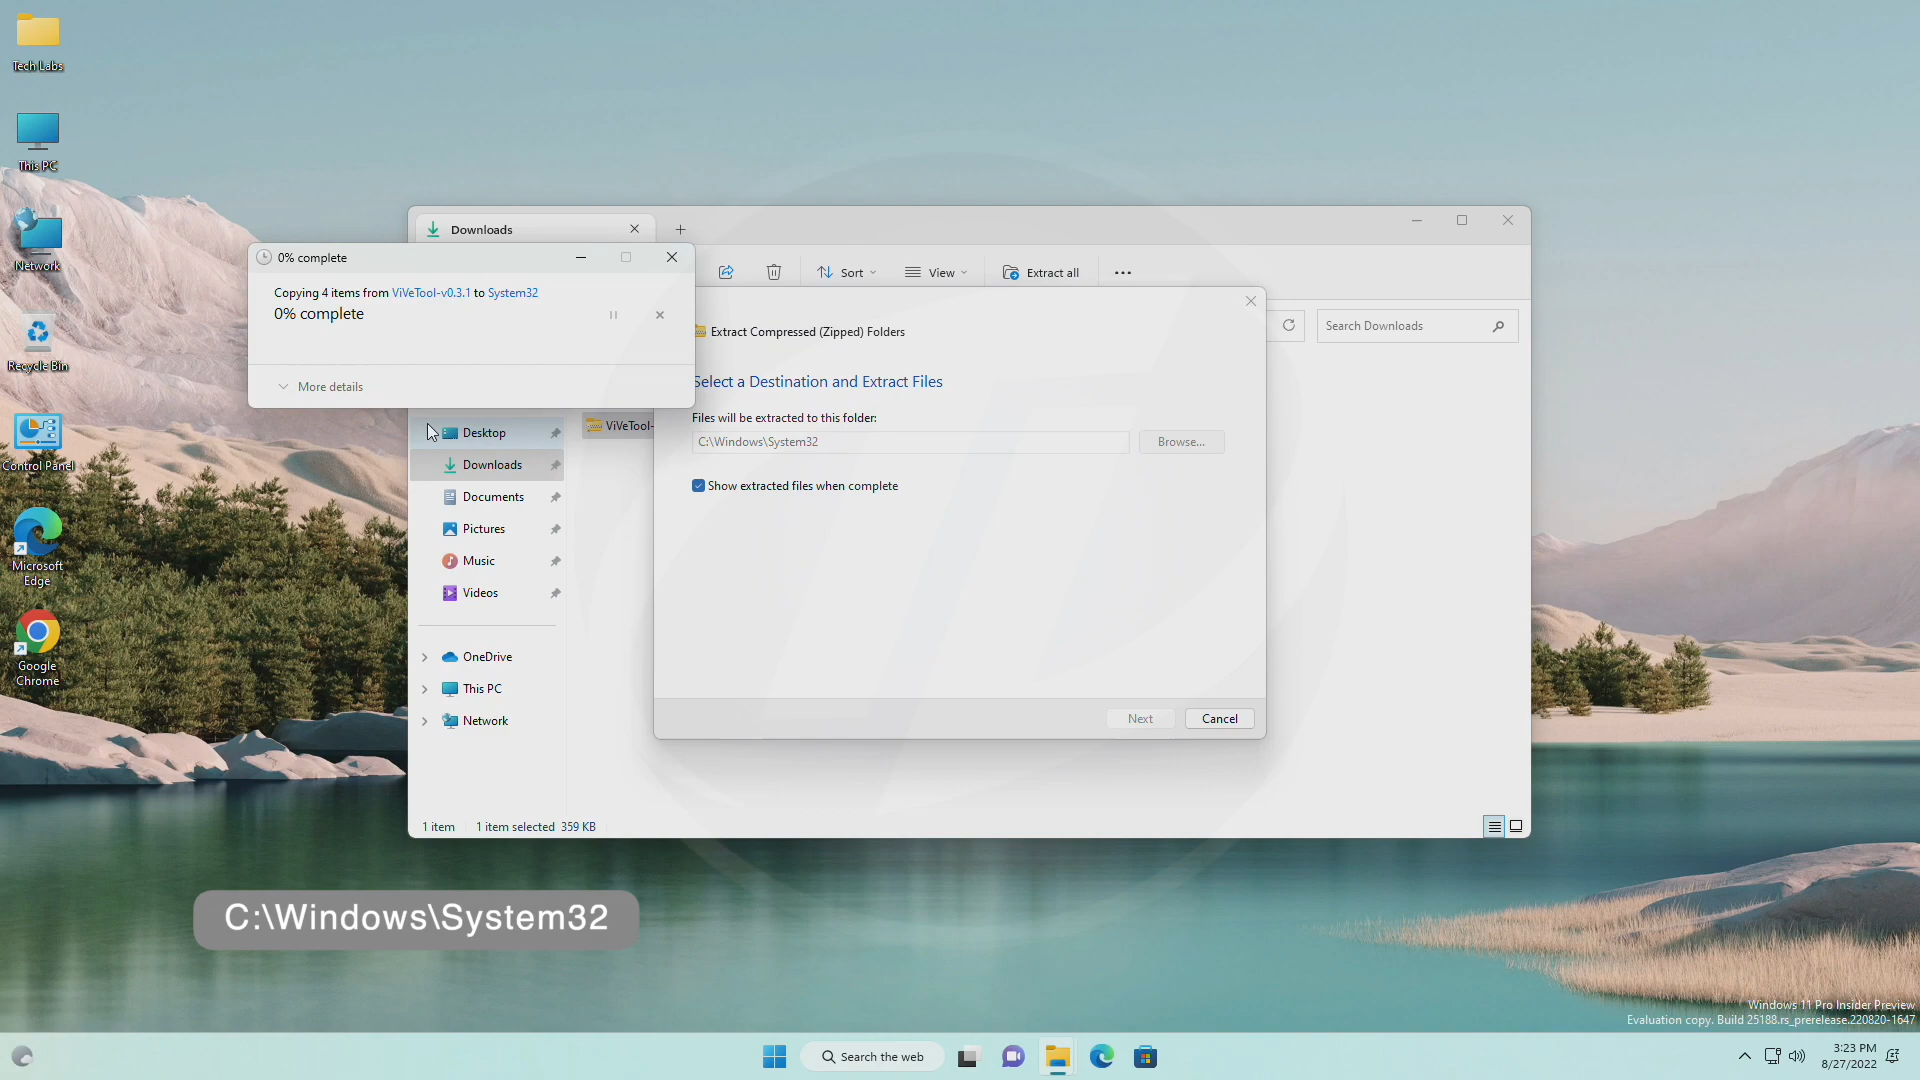 Tech Labs
This PC
Network
Recycle Bin
Control Panel
Microsoft
Edge
Google
Chrome
Downloads
Sort
View
Extract all
Search Downloads
0% complete
Copying 4 items from ViVeTool-v0.3.1 to System32
0% complete
More details
Extract Compressed (Zipped) Folders
Select a Destination and Extract Files
Files will be extracted to this folder:
C:\Windows\System32
Browse...
Show extracted files when complete
Next
Cancel
Desktop
Downloads
Documents
Pictures
Music
Videos
OneDrive
This PC
Network
ViVeTool-
1 item
1 item selected 359 KB
C:\Windows\System32
Windows 11 Pro Insider Preview
Evaluation copy. Build 25188.rs_prerelease.220820-1647
Search the web
3:23 PM
8/27/2022